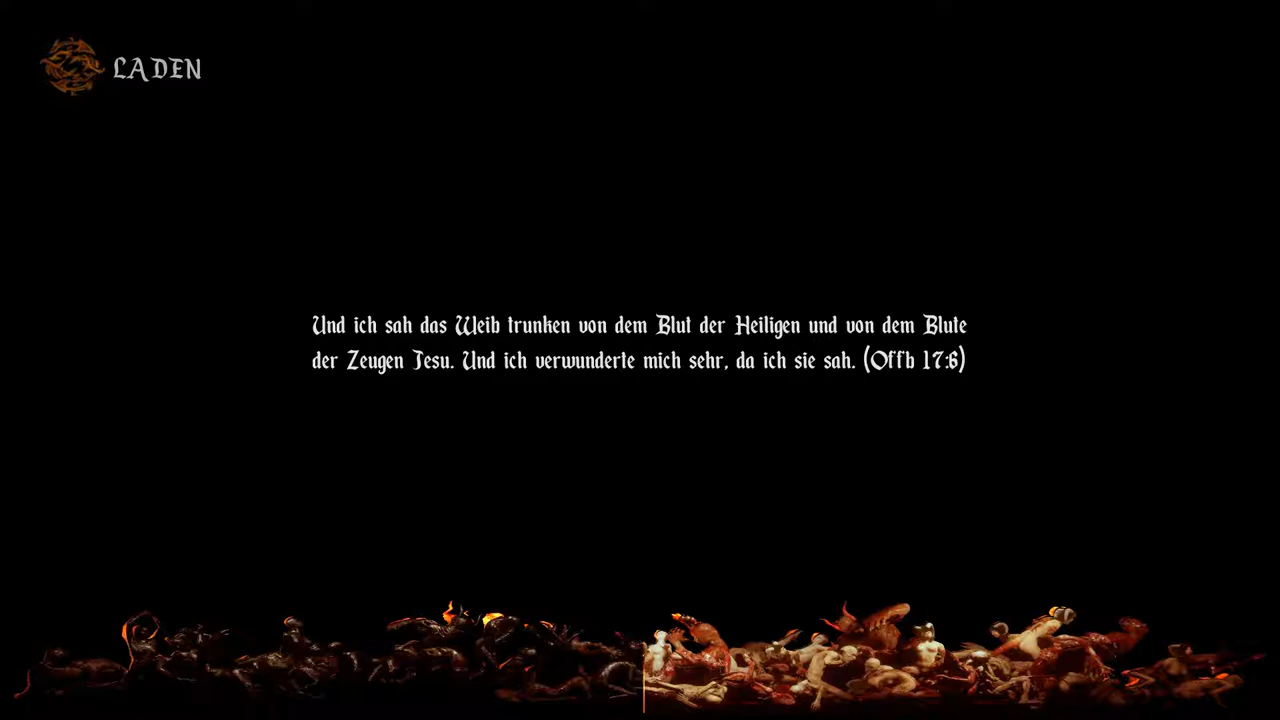 LADEN
Und ich sah das Weib trunken von dem Blut der Heiligen und von dem Blute
der Zeugen Jesu. Und ich verwunderte mich sehr, da ich sie sah. (Offb 17:6)